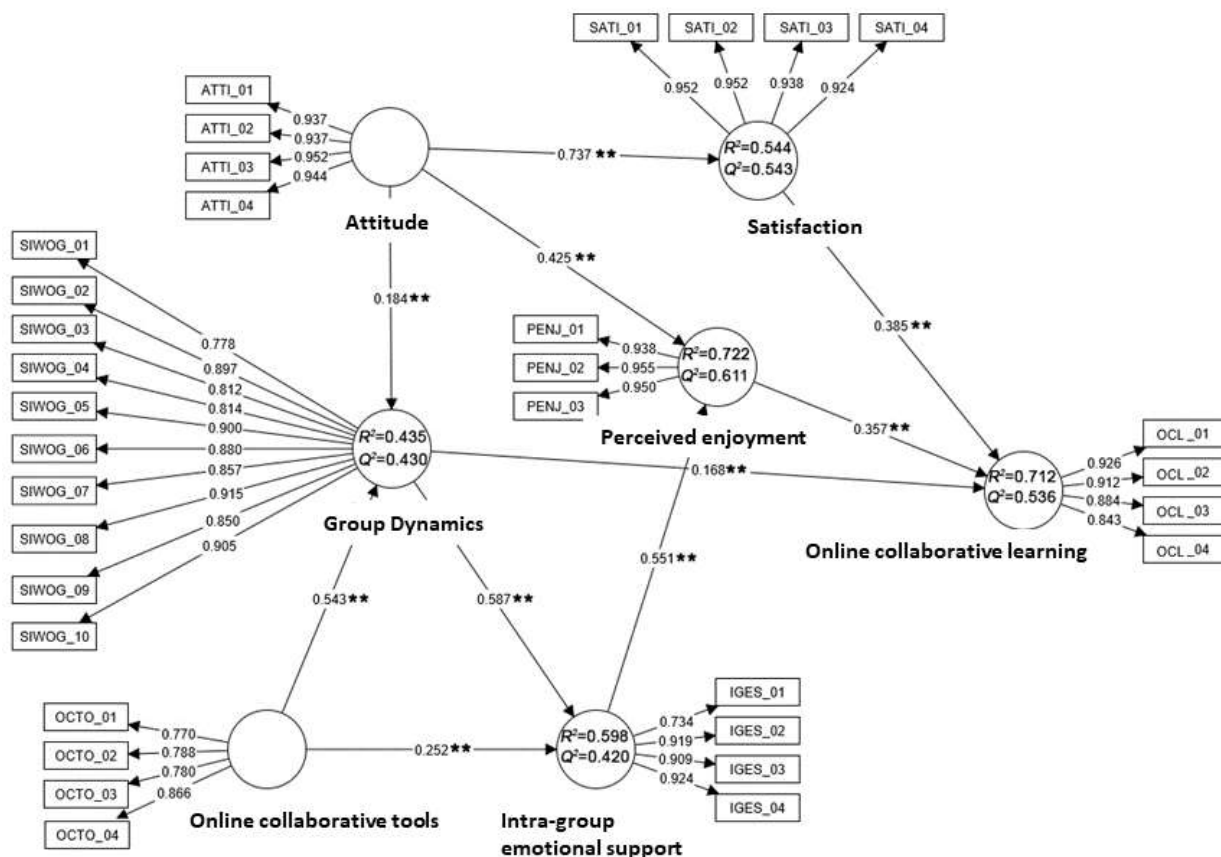 SATI_01
SATI_02
SATI_03
SATI_04
0.952
0.952
0.938
0.924
ATTI_01
ATTI_02
ATTI_03
ATTI_04
0.937
0.937
0.952
0.944
0.737 **
R²=0.544
Q²=0.543
Attitude
Satisfaction
SIWOG_01
SIWOG_02
SIWOG_03
SIWOG_04
SIWOG_05
SIWOG_06
SIWOG_07
SIWOG_08
SIWOG_09
SIWOG_10
0.778
0.897
0.812
0.814
0.900
0.880
0.857
0.915
0.850
0.905
0.184 **
0.425 **
0.385 **
PENJ_01
PENJ_02
PENJ_03
0.938
0.955
0.950
R²=0.722
Q²=0.611
Perceived enjoyment
0.357 **
R²=0.435
Q²=0.430
Group Dynamics
0.168 **
R²=0.712
Q²=0.536
Online collaborative learning
OCL_01
OCL_02
OCL_03
OCL_04
0.926
0.912
0.884
0.843
0.551 **
0.543 **
0.587 **
OCTO_01
OCTO_02
OCTO_03
OCTO_04
0.770
0.788
0.780
0.866
Online collaborative tools
0.252 **
R²=0.598
Q²=0.420
Intra-group
emotional support
IGES_01
IGES_02
IGES_03
IGES_04
0.734
0.919
0.909
0.924